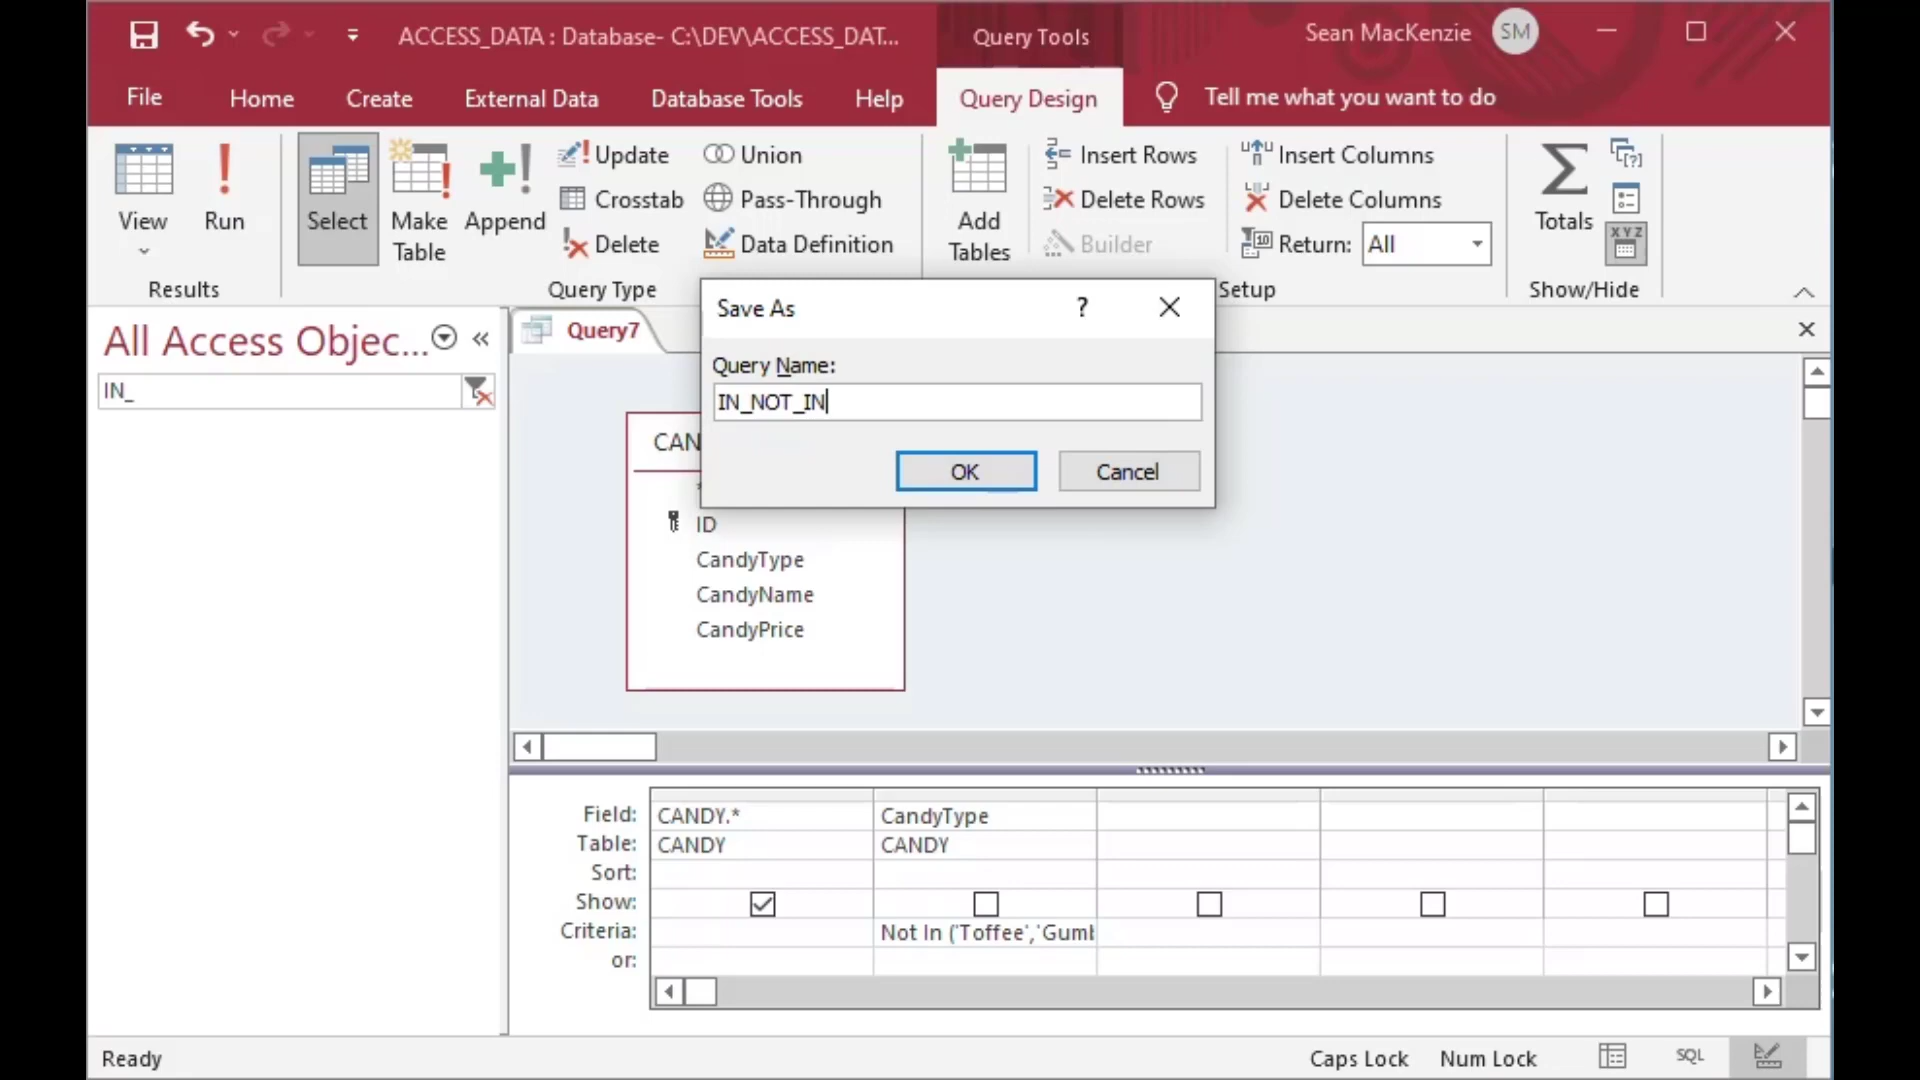 ACCESS_DATA : Database- C:\DEV\ACCESS_DAT...
Query Tools
Sean MacKenzie
SM
File
Home
Create
External Data
Database Tools
Help
Query Design
Tell me what you want to do
View
Run
Results
Select
Make
Table
Append
Update
Crosstab
Delete
Union
Pass-Through
Data Definition
Query Type
Add
Tables
Insert Rows
Delete Rows
Builder
Insert Columns
Delete Columns
10
Return:
All
Setup
Totals
XYZ
Show/Hide
All Access Objec...
IN_
Query7
Save As
?
Query Name:
IN_NOT_IN
OK
Cancel
CAN
ID
CandyType
CandyName
CandyPrice
Field: CANDY.* CandyType
Table: CANDY CANDY
Sort:
Show:
Criteria: Not In ('Toffee','Gumb
or:
Ready
Caps Lock
Num Lock
SQL